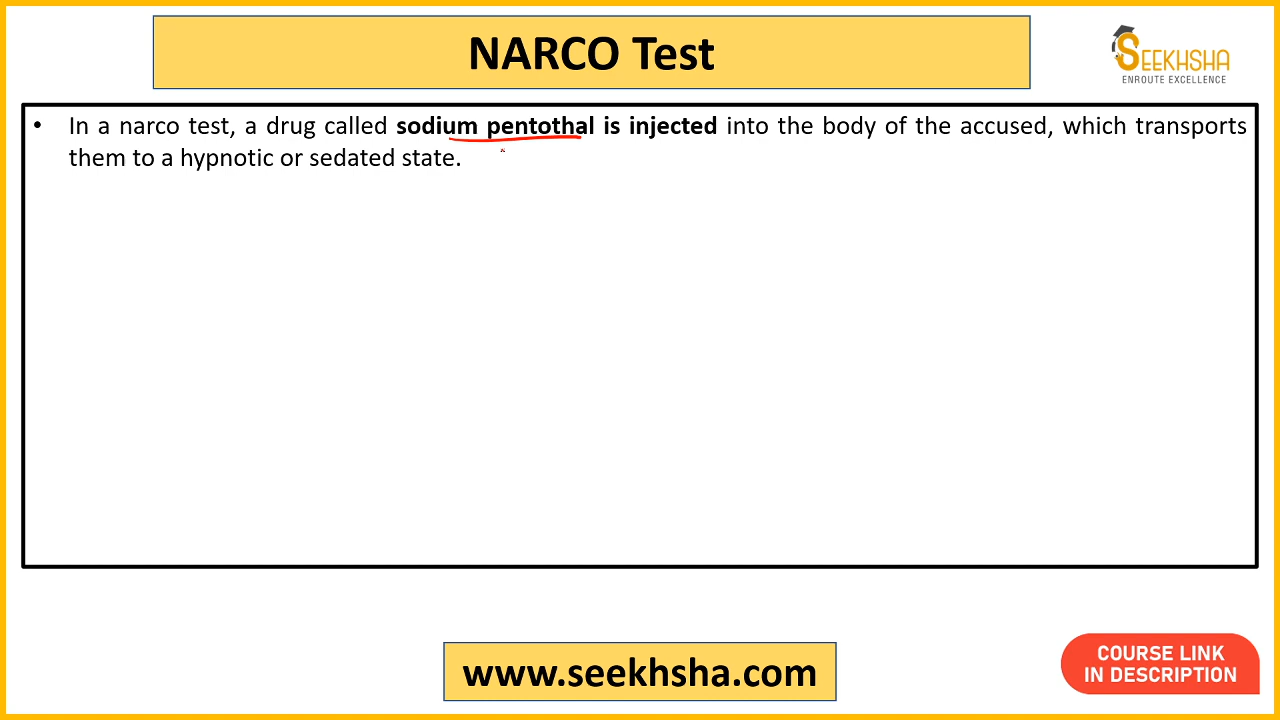 NARCO Test
SEEKHSHA
ENROUTE EXCELLENCE
• In a narco test, a drug called sodium pentothal is injected into the body of the accused, which transports
them to a hypnotic or sedated state.
www.seekhsha.com
COURSE LINK
IN DESCRIPTION